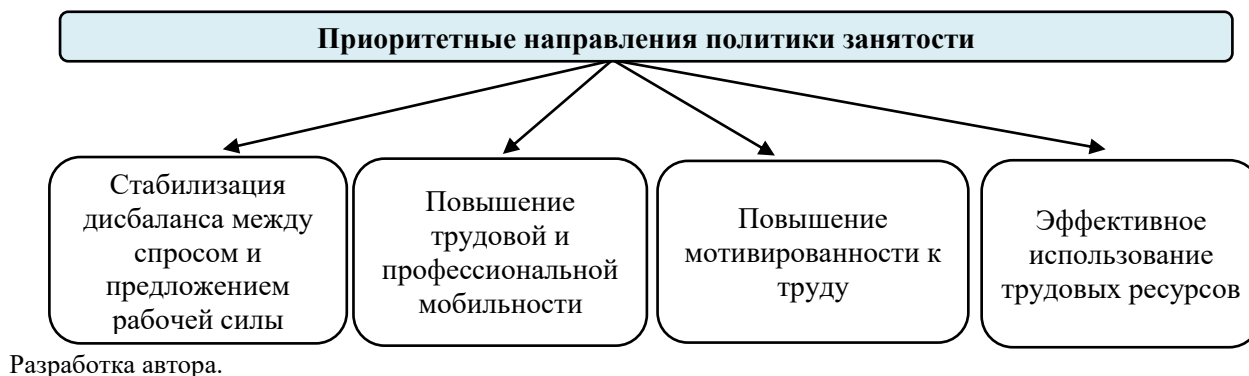 Приоритетные направления политики занятости
Стабилизация
дисбаланса между
спросом и
предложением
рабочей силы
Повышение
трудовой и
профессиональной
мобильности
Повышение
мотивированности к
труду
Эффективное
использование
трудовых ресурсов
Разработка автора.